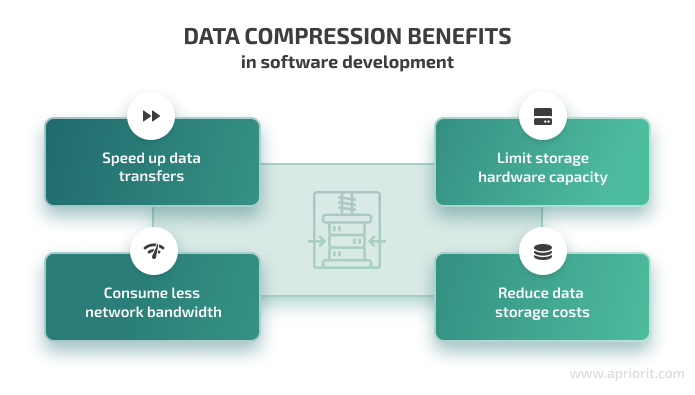 DATA COMPRESSION BENEFITS
in software development
Speed up data
transfers
Limit storage
hardware capacity
Consume less
network bandwidth
Reduce data
storage costs
www.apriorit.com